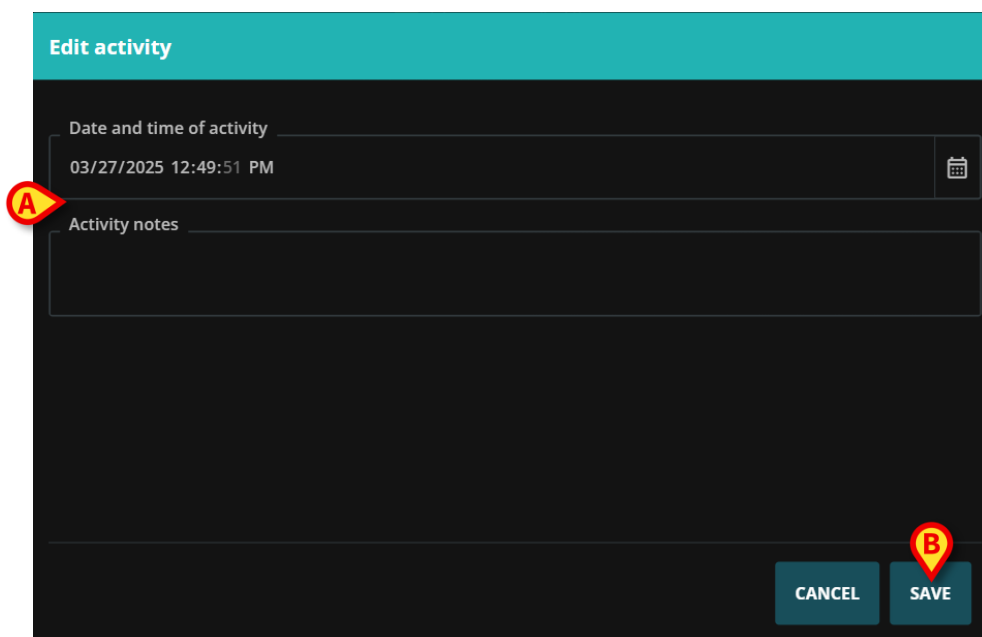 Edit activity
Date and time of activity
03/27/2025 12:49:51 PM
A
Activity notes
B
CANCEL SAVE